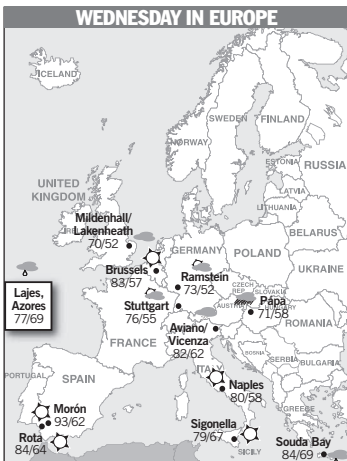 WEDNESDAY IN EUROPE
ICELAND
SWEDEN
FINLAND
NORWAY
ESTONIA
RUSSIA
LATVIA
LITHUANIA
UNITED
KINGDOM
Mildenhall/
Lakenheath
70/52
BELARUS
GERMANY
POLAND
Brussels
83/57
Ramstein
73/52
CZECH
REP.
SLOVAKIA
UKRAINE
Lajes,
Azores
77/69
Stuttgart
76/55
AUSTRIA
Pápa
71/58
ROMANIA
FRANCE
Aviano/
Vicenza
82/62
BOSNIA
SERBIA
BULGARIA
ITALY
PORTUGAL
SPAIN
Naples
80/58
Morón
93/62
GREECE
Rota
84/64
Sigonella
79/67
SICILY
Souda Bay
84/69